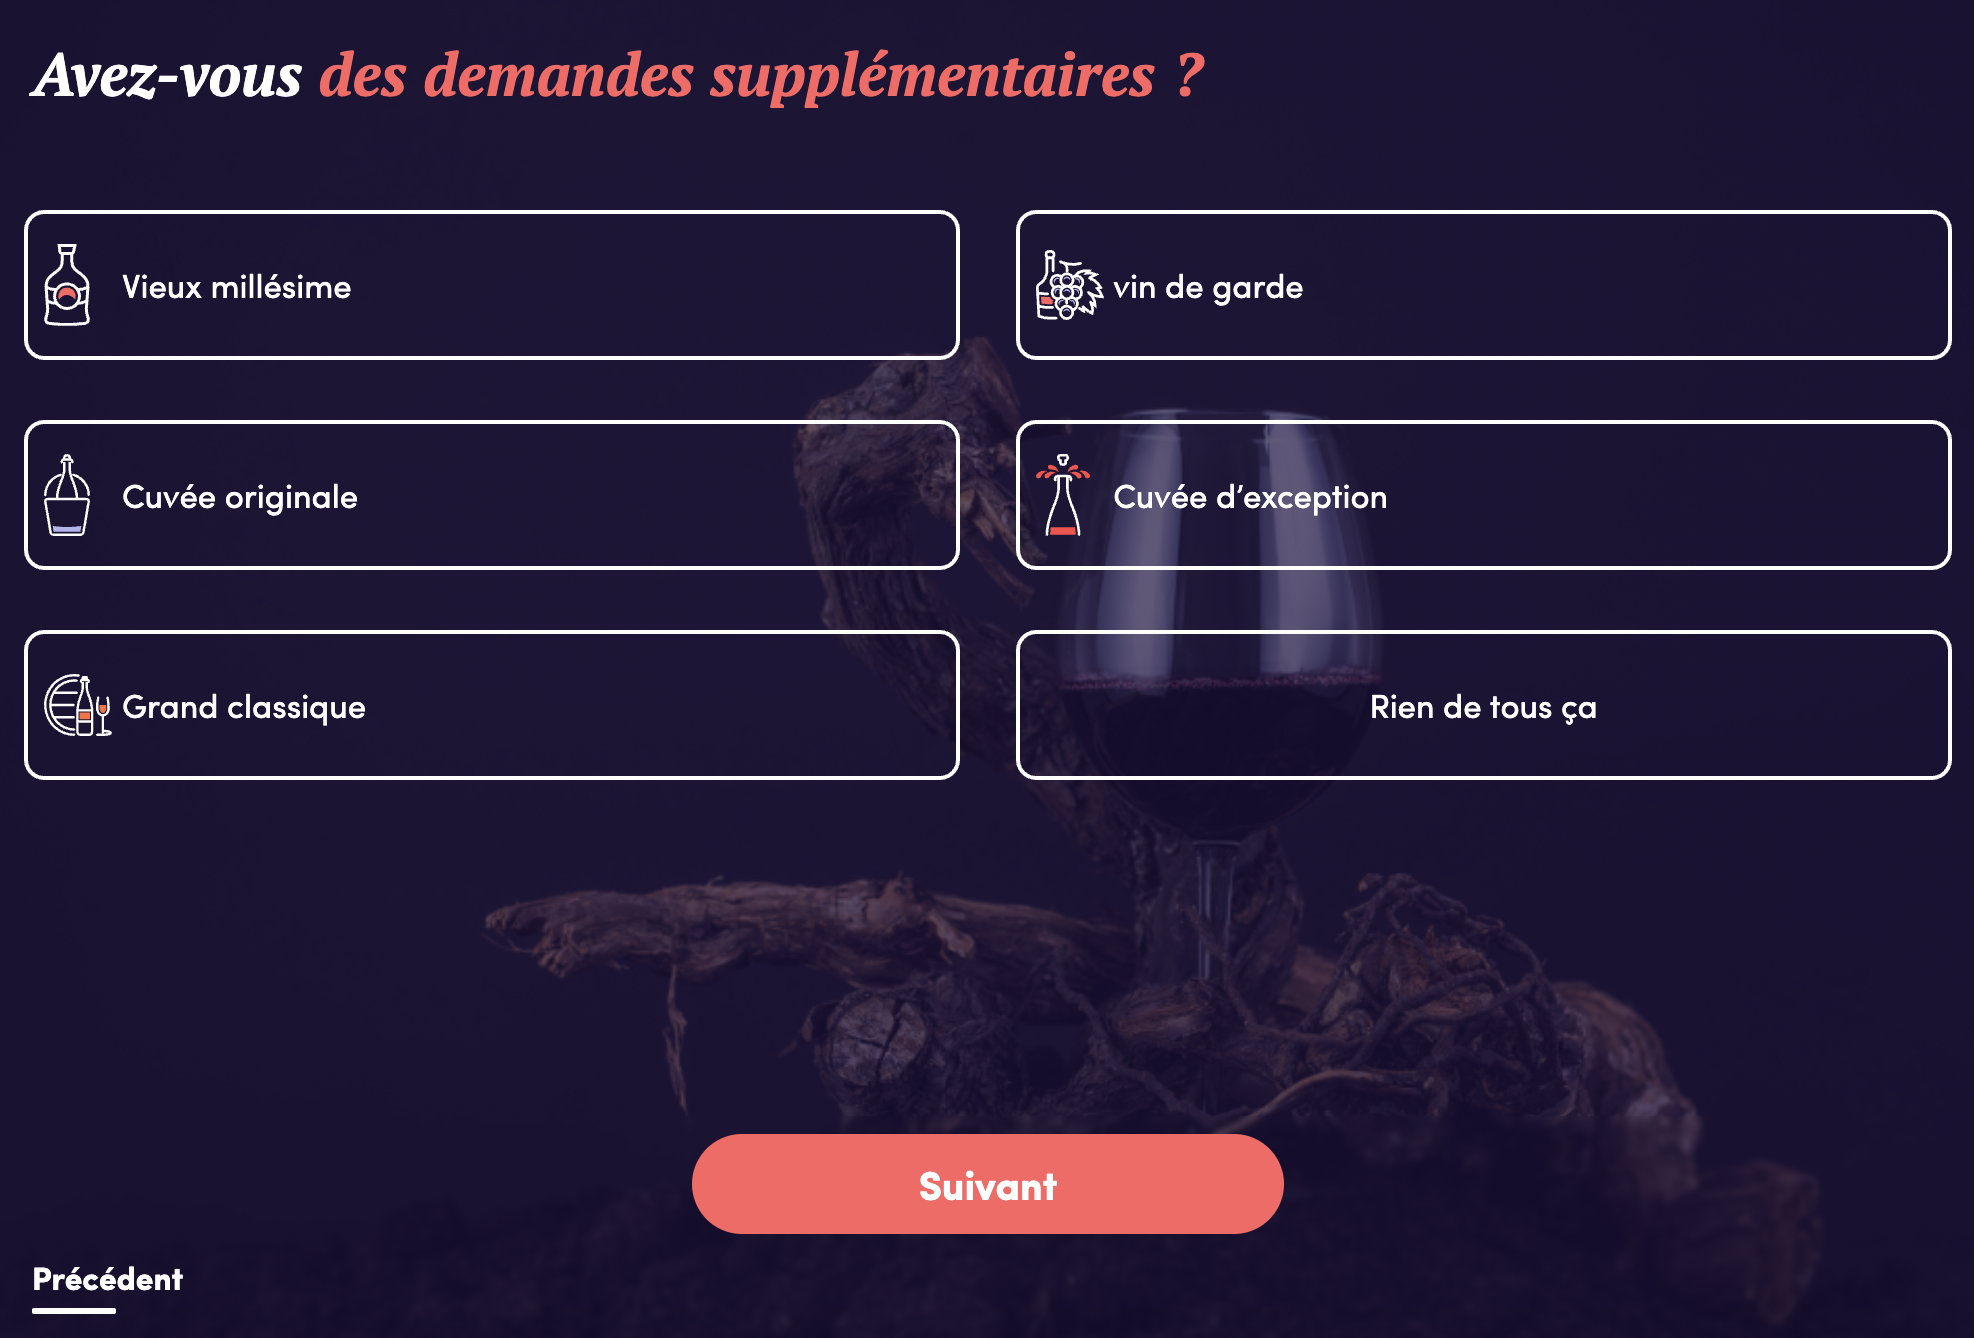 Avez-vous des demandes supplémentaires ?
Vieux millésime
vin de garde
Cuvée originale
Cuvée d’exception
Grand classique
Rien de tous ça
Suivant
Précédent